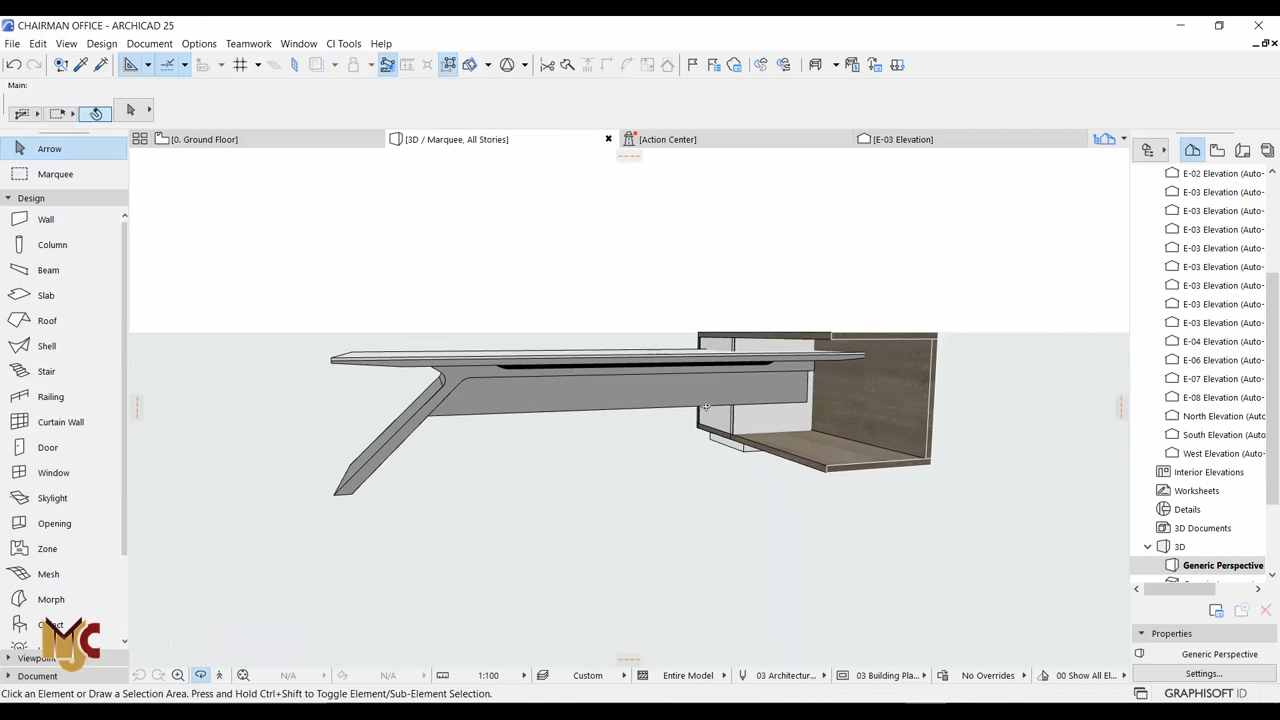 CHAIRMAN OFFICE - ARCHICAD 25
File Edit View Design Document Options Teamwork Window CI Tools Help
Main:
[0. Ground Floor]
[3D / Marquee, All Stories]
[Action Center]
[E-03 Elevation]
Arrow
Marquee
Design
Wall
Column
Beam
Slab
Roof
Shell
Stair
Railing
Curtain Wall
Door
Window
Skylight
Opening
Zone
Mesh
Morph
MJC
Document
E-02 Elevation (Auto-
E-03 Elevation (Auto-
E-03 Elevation (Auto-
E-03 Elevation (Auto-
E-03 Elevation (Auto-
E-03 Elevation (Auto-
E-03 Elevation (Auto-
E-03 Elevation (Auto-
E-03 Elevation (Auto-
E-04 Elevation (Auto-
E-06 Elevation (Auto-
E-07 Elevation (Auto-
E-08 Elevation (Auto-
North Elevation (Auto-
South Elevation (Auto-
West Elevation (Auto-
Interior Elevations
Worksheets
Details
3D Documents
3D
Generic Perspective
Properties
Generic Perspective
Settings...
N/A N/A 1:100 Custom Entire Model 03 Architectur... 03 Building Pla... No Overrides 00 Show All El...
Click an Element or Draw a Selection Area. Press and Hold Ctrl+Shift to Toggle Element/Sub-Element Selection.
GRAPHISOFT ID